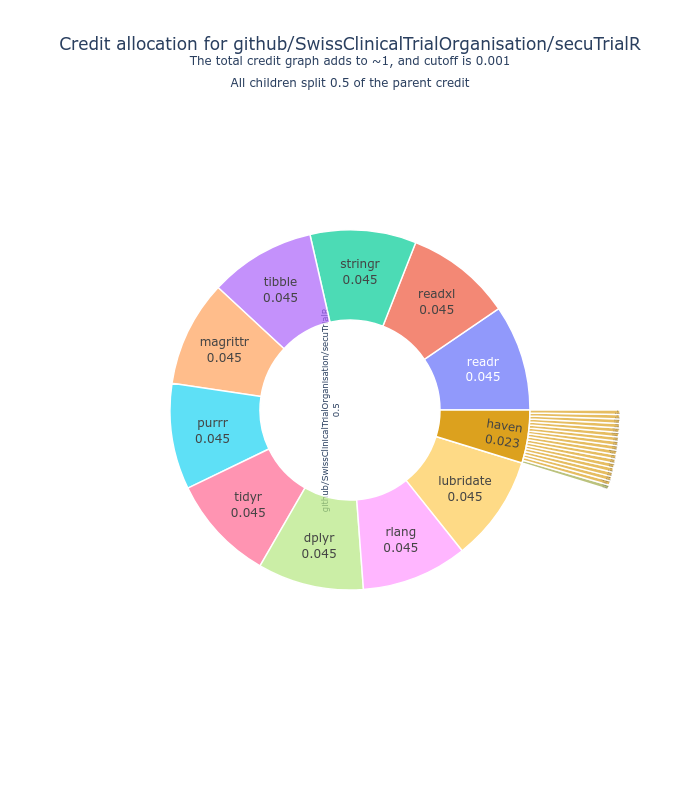 Credit allocation for github/SwissClinicalTrialOrganisation/secuTrialR
The total credit graph adds to ~1, and cutoff is 0.001
All children split 0.5 of the parent credit
stringr
0.045
tibble
0.045
readxl
0.045
magrittr
0.045
readr
0.045
github/SwissClinicalTrialOrganisation/secuTrialR
0.5
purrr
0.045
haven
0.023
lubridate
0.045
tidyr
0.045
rlang
0.045
dplyr
0.045